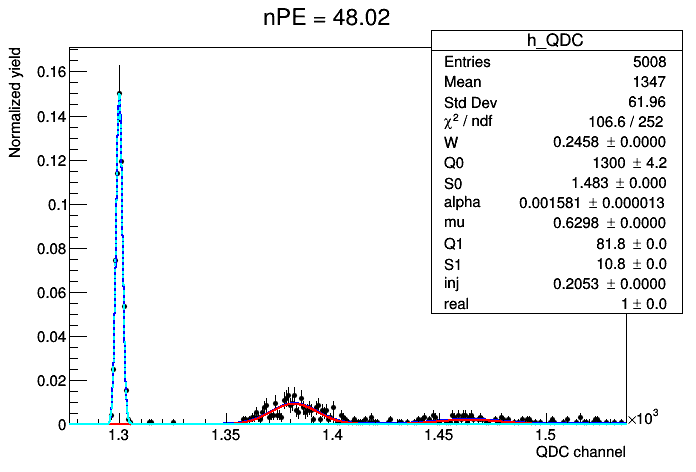 nPE = 48.02
h_QDC
Entries 5008
Mean 1347
Std Dev 61.96
χ² / ndf 106.6 / 252
W 0.2458 ± 0.0000
Q0 1300 ± 4.2
S0 1.483 ± 0.000
alpha 0.001581 ± 0.000013
mu 0.6298 ± 0.0000
Q1 81.8 ± 0.0
S1 10.8 ± 0.0
inj 0.2053 ± 0.0000
real 1 ± 0.0
Normalized yield
0.16
0.14
0.12
0.1
0.08
0.06
0.04
0.02
0
1.3 1.35 1.4 1.45 1.5 ×10³
QDC channel